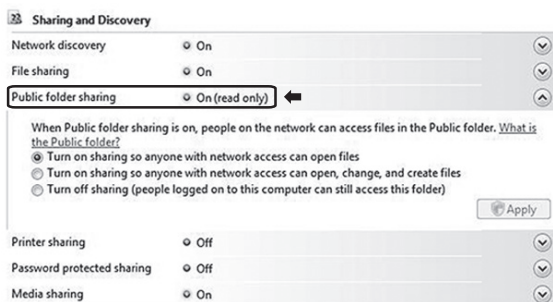 Sharing and Discovery
Network discovery On
File sharing On
Public folder sharing On (read only)
When Public folder sharing is on, people on the network can access files in the Public folder. What is
the Public folder?
Turn on sharing so anyone with network access can open files
Turn on sharing so anyone with network access can open, change, and create files
Turn off sharing (people logged on to this computer can still access this folder)
Apply
Printer sharing Off
Password protected sharing Off
Media sharing On